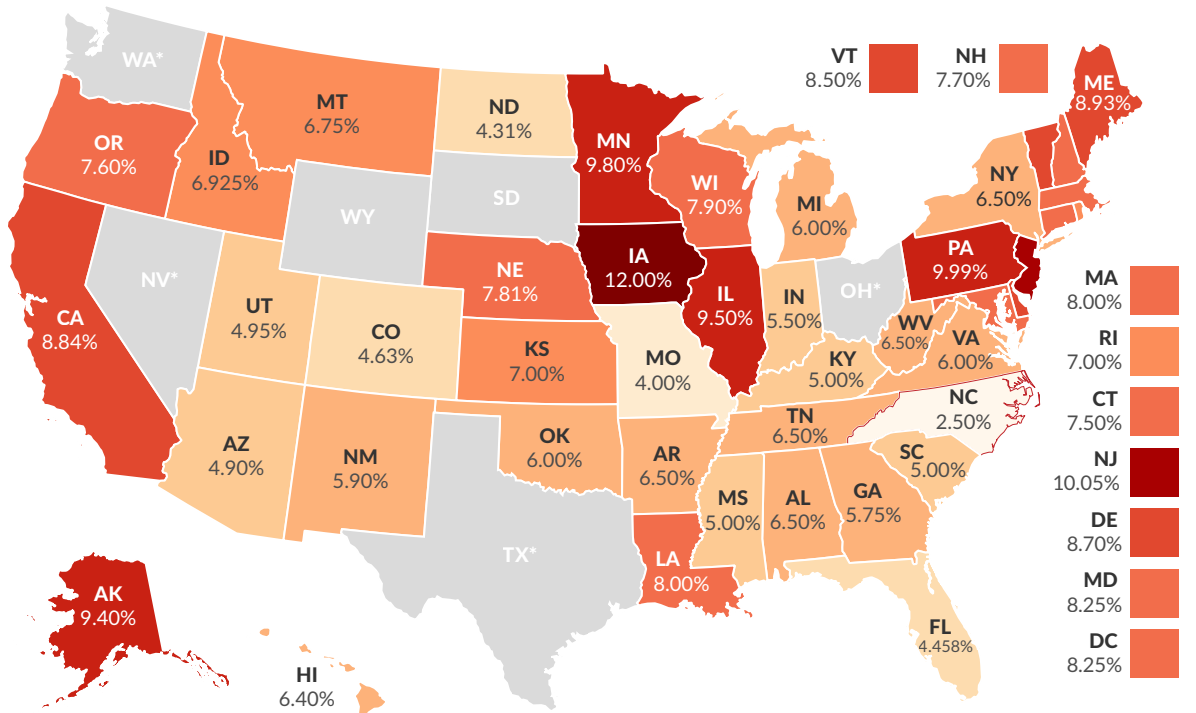 WA*
VT
8.50%
NH
7.70%
ME
8.93%
MT
6.75%
ND
4.31%
MN
9.80%
OR
7.60%
ID
6.925%
WI
7.90%
NY
6.50%
SD
WY
MI
6.00%
PA
9.99%
IA
12.00%
NE
7.81%
NV*
OH*
MA
8.00%
IL
9.50%
IN
5.50%
UT
4.95%
CA
8.84%
CO
4.63%
WV
6.50%
VA
6.00%
RI
7.00%
KS
7.00%
MO
4.00%
KY
5.00%
CT
7.50%
NC
2.50%
TN
6.50%
AZ
4.90%
NM
5.90%
OK
6.00%
AR
6.50%
SC
5.00%
NJ
10.05%
MS
5.00%
AL
6.50%
GA
5.75%
DE
8.70%
TX*
LA
8.00%
MD
8.25%
AK
9.40%
FL
4.458%
DC
8.25%
HI
6.40%